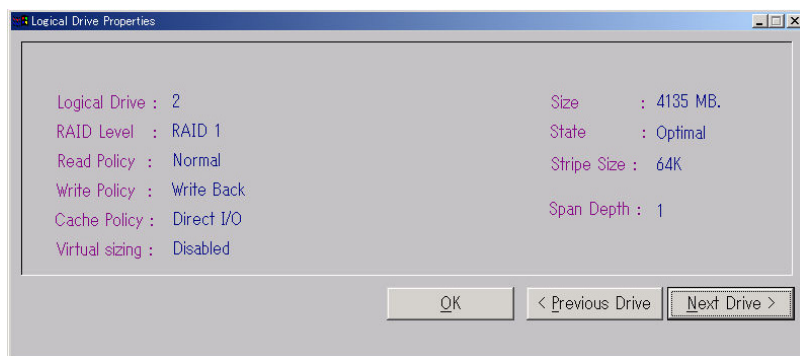 Logical Drive Properties
Logical Drive : 2
RAID Level : RAID 1
Read Policy : Normal
Write Policy : Write Back
Cache Policy : Direct I/O
Virtual sizing : Disabled
Size : 4135 MB.
State : Optimal
Stripe Size : 64K
Span Depth : 1
OK
< Previous Drive
Next Drive >